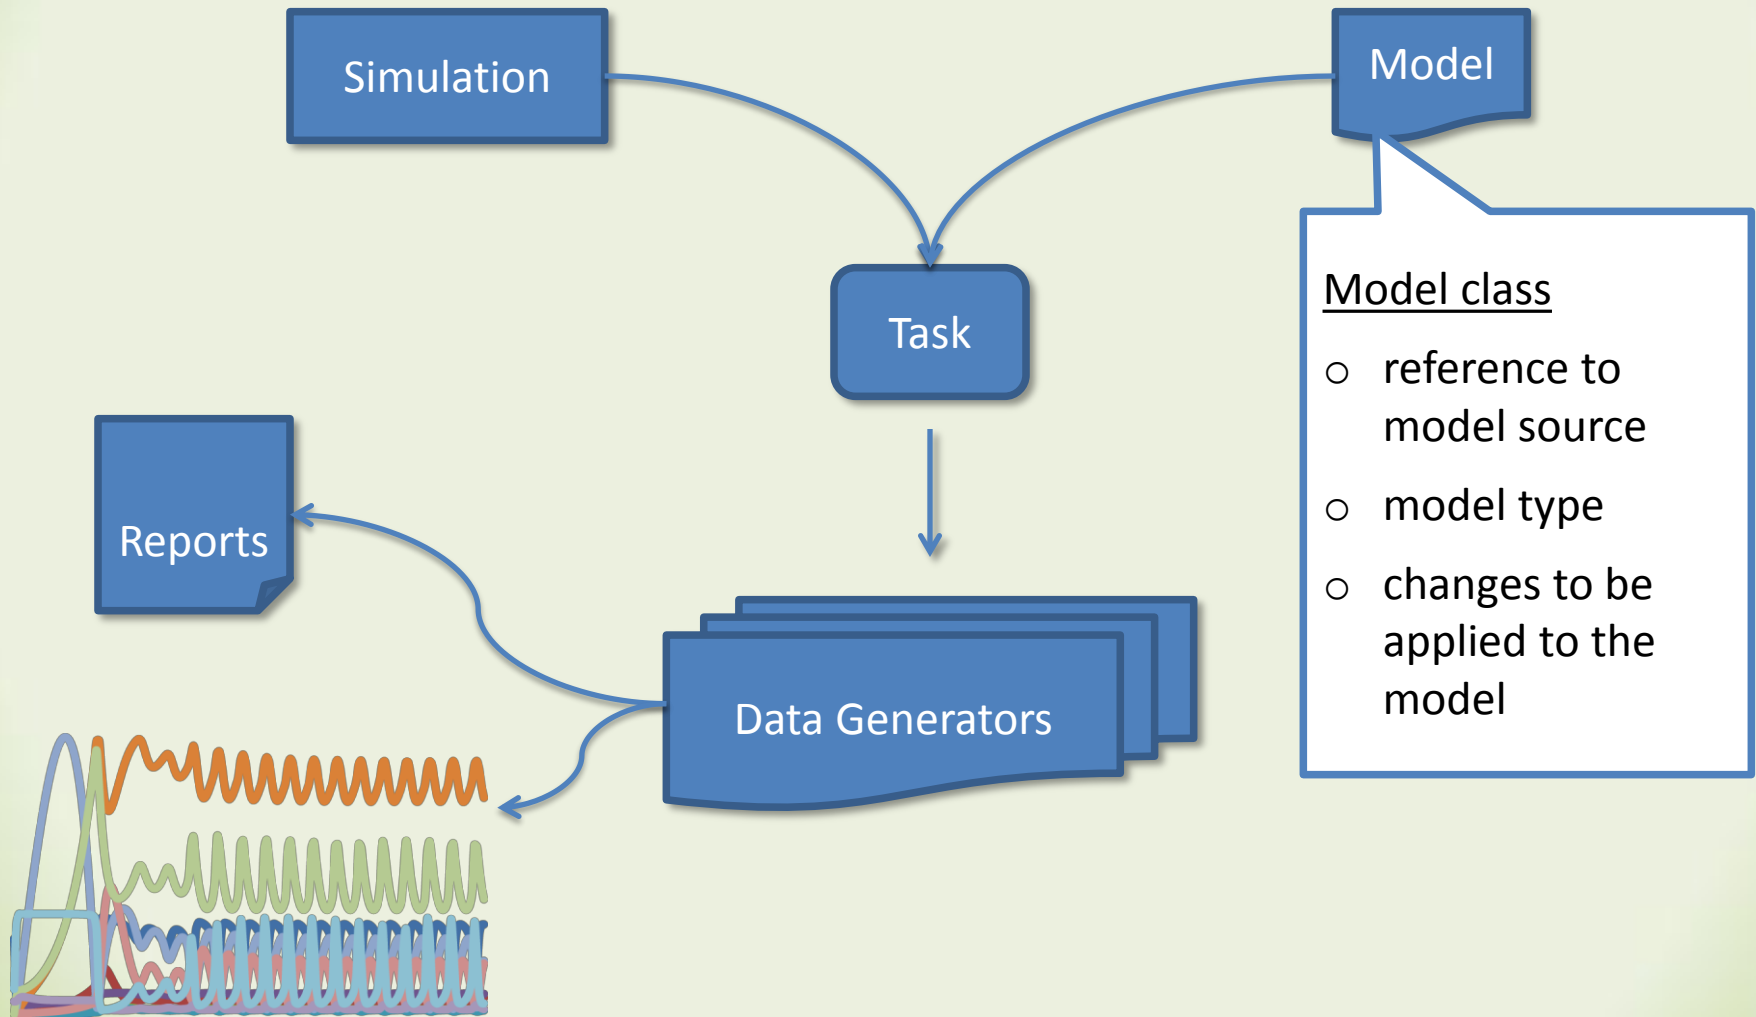 Simulation
Model
Task
Model class
o reference to
model source
o model type
o changes to be
applied to the
model
Reports
Data Generators